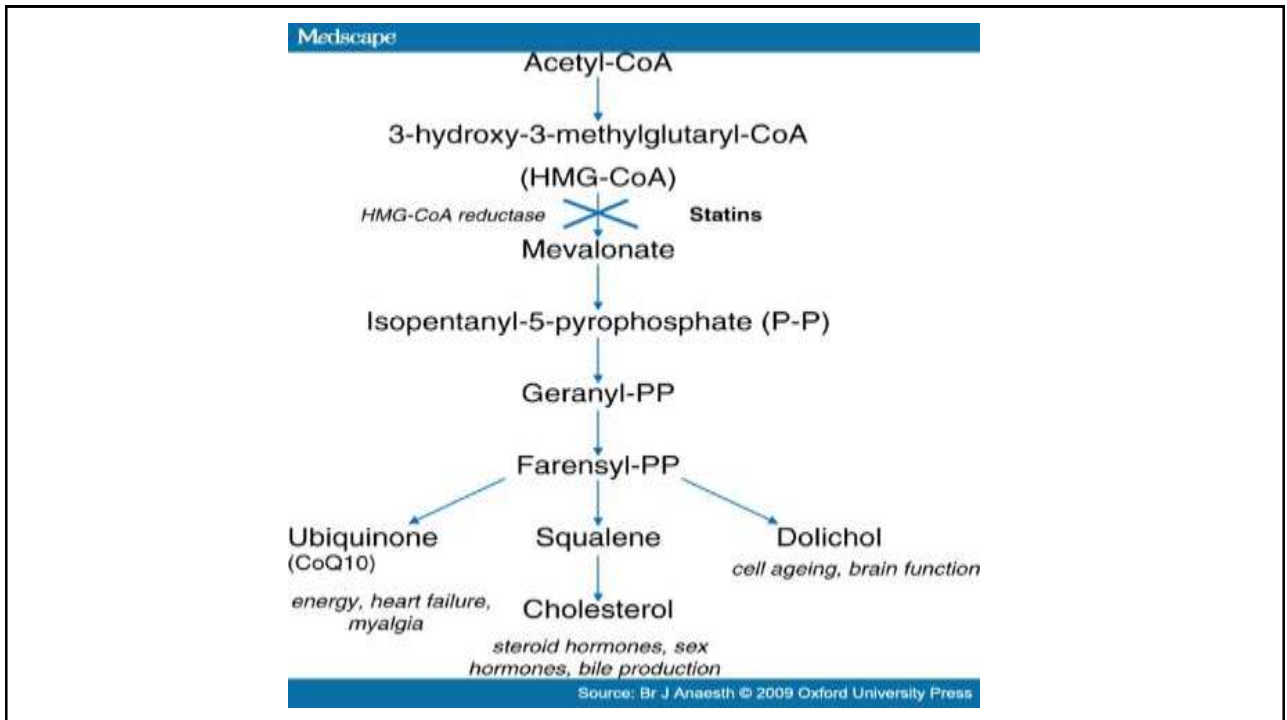 Medscape
Acetyl-CoA
3-hydroxy-3-methylglutaryl-CoA
(HMG-CoA)
HMG-CoA reductase
Statins
Mevalonate
Isopentanyl-5-pyrophosphate (P-P)
Geranyl-PP
Farensyl-PP
Ubiquinone
(CoQ10)
energy, heart failure,
myalgia
Squalene
Cholesterol
steroid hormones, sex
hormones, bile production
Dolichol
cell ageing, brain function
Source: Br J Anaesth © 2009 Oxford University Press